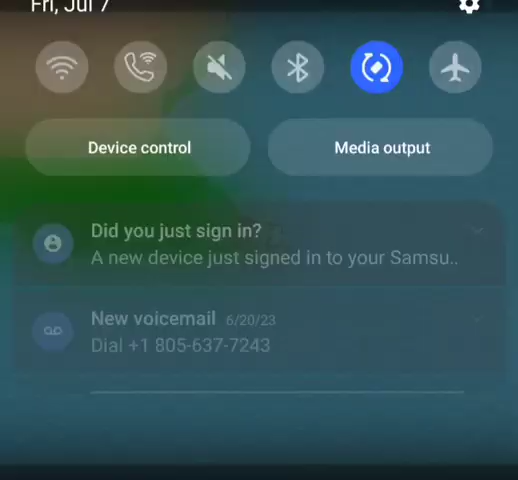 Fri, Jul 7
Device control
Media output
Did you just sign in?
A new device just signed in to your Samsu..
New voicemail 6/20/23
Dial +1 805-637-7243